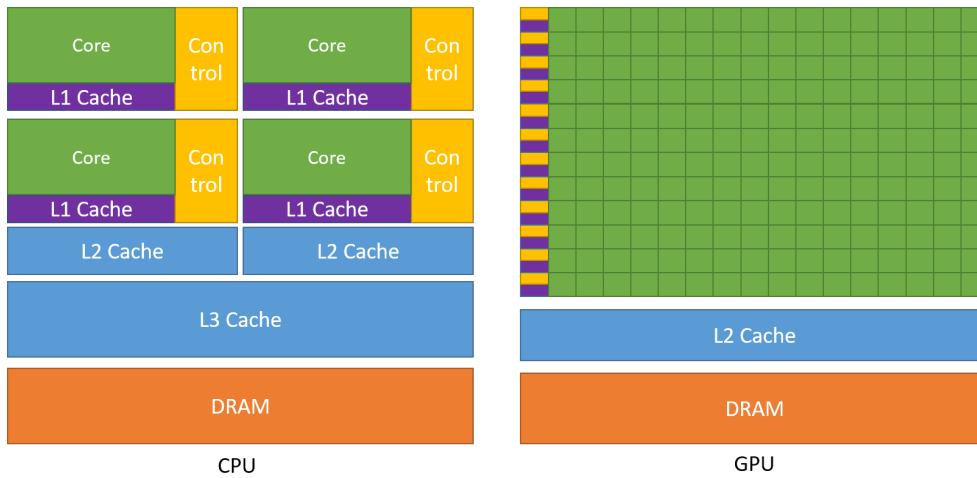 Core
Con
trol
L1 Cache
Core
Con
trol
L1 Cache
Core
Con
trol
L1 Cache
Core
Con
trol
L1 Cache
L2 Cache
L2 Cache
L3 Cache
DRAM
CPU
L2 Cache
DRAM
GPU